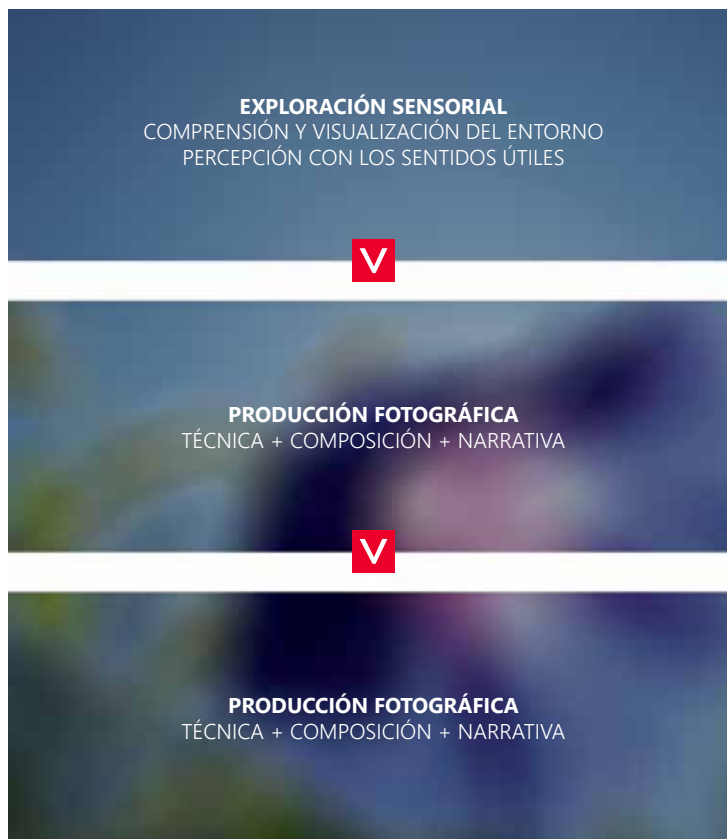 EXPLORACIÓN SENSORIAL
COMPRENSIÓN Y VISUALIZACIÓN DEL ENTORNO
PERCEPCIÓN CON LOS SENTIDOS ÚTILES
V
PRODUCCIÓN FOTOGRÁFICA
TÉCNICA + COMPOSICIÓN + NARRATIVA
V
PRODUCCIÓN FOTOGRÁFICA
TÉCNICA + COMPOSICIÓN + NARRATIVA